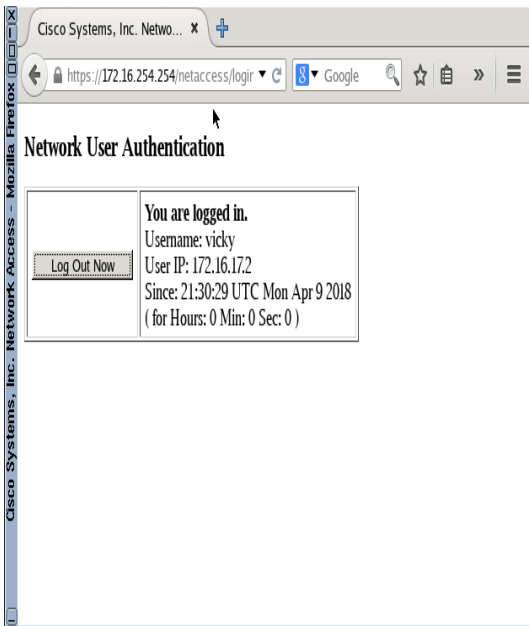 Cisco Systems, Inc. Network Access - Mozilla Firefox
Cisco Systems, Inc. Netwo...
https://172.16.254.254/netaccess/login
Google
Network User Authentication
Log Out Now
You are logged in.
Username: vicky
User IP: 172.16.17.2
Since: 21:30:29 UTC Mon Apr 9 2018
( for Hours: 0 Min: 0 Sec: 0 )